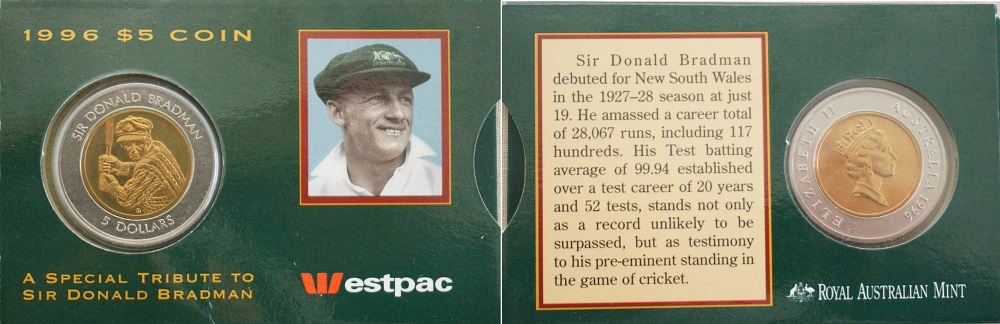 1996 $5 COIN
SIR DONALD BRADMAN
5 DOLLARS
A SPECIAL TRIBUTE TO
SIR DONALD BRADMAN
Westpac
Sir Donald Bradman
debuted for New South Wales
in the 1927–28 season at just
19. He amassed a career total
of 28,067 runs, including 117
hundreds. His Test batting
average of 99.94 established
over a test career of 20 years
and 52 tests, stands not only
as a record unlikely to be
surpassed, but as testimony
to his pre-eminent standing in
the game of cricket.
ELIZABETH II
AUSTRALIA 1996
ROYAL AUSTRALIAN MINT